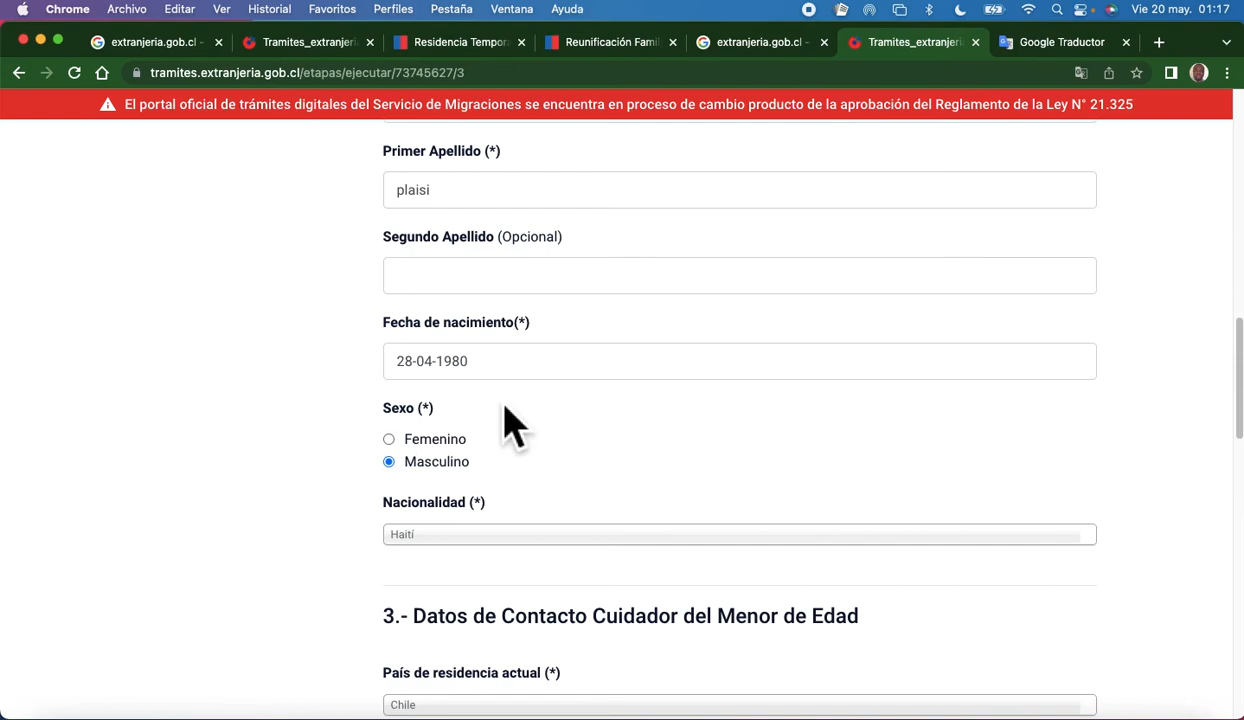 Chrome Archivo Editar Ver Historial Favoritos Perfiles Pestaña Ventana Ayuda Vie 20 may. 01:17
extranjeria.gob.cl - Tramites_extranjeri Residencia Tempora Reunificación Famil extranjeria.gob.cl - Tramites_extranjeri Google Traductor
tramites.extranjeria.gob.cl/etapas/ejecutar/73745627/3
El portal oficial de trámites digitales del Servicio de Migraciones se encuentra en proceso de cambio producto de la aprobación del Reglamento de la Ley N° 21.325
Primer Apellido (*)
plaisi
Segundo Apellido (Opcional)
Fecha de nacimiento(*)
28-04-1980
Sexo (*)
Femenino
Masculino
Nacionalidad (*)
Haití
3.- Datos de Contacto Cuidador del Menor de Edad
País de residencia actual (*)
Chile